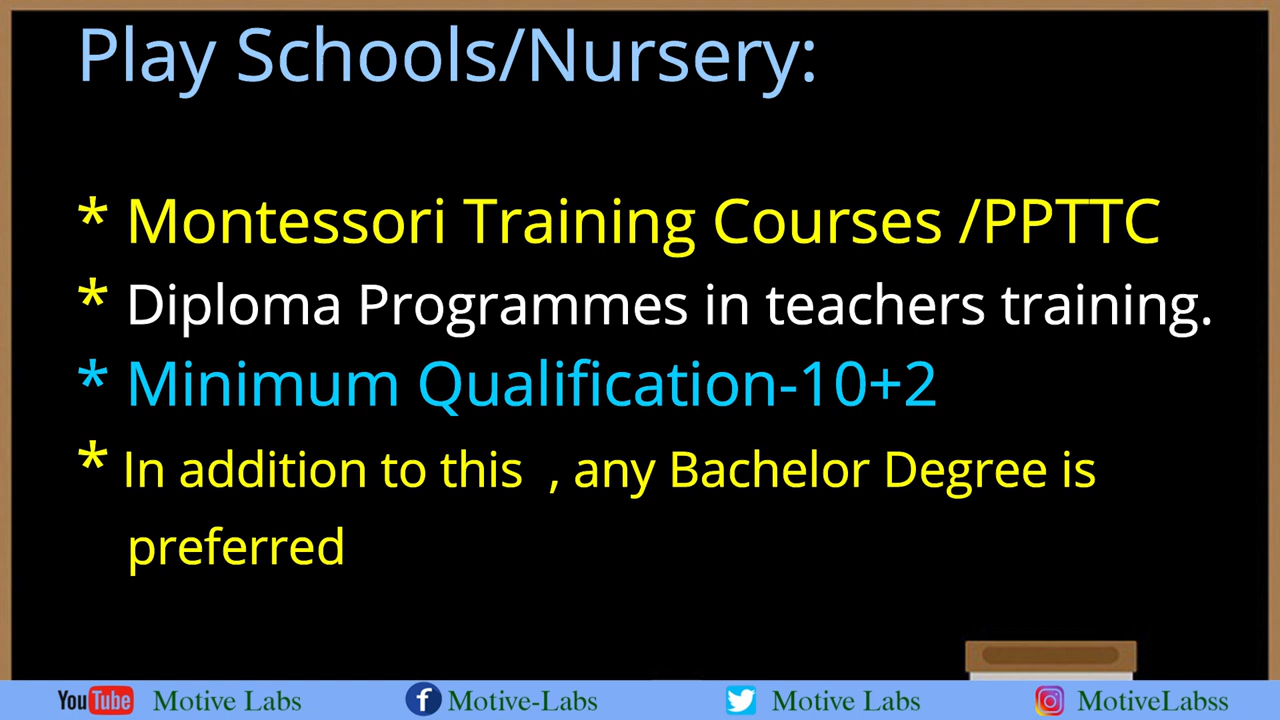 Play Schools/Nursery:
* Montessori Training Courses /PPTTC
* Diploma Programmes in teachers training.
* Minimum Qualification-10+2
* In addition to this , any Bachelor Degree is
preferred
YouTube Motive Labs f Motive-Labs Motive Labs MotiveLabss